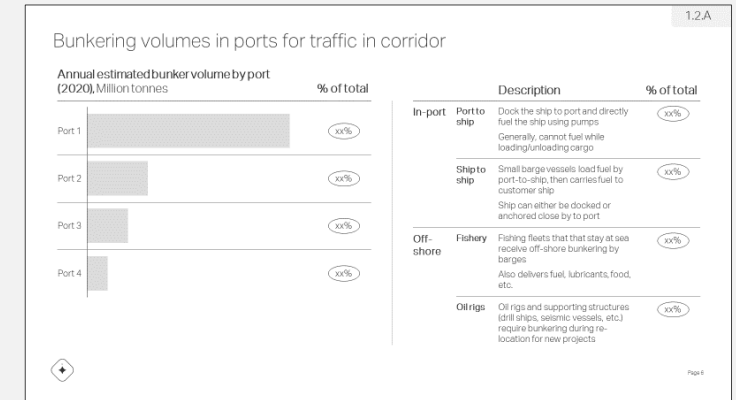 1.2.A
Bunkering volumes in ports for traffic in corridor
Annual estimated bunker volume by port
(2020), Million tonnes
% of total
Port 1
xx%
Port 2
xx%
Port 3
xx%
Port 4
xx%
Description
% of total
In-port
Port to
ship
Dock the ship to port and directly
fuel the ship using pumps
Generally, cannot fuel while
loading/unloading cargo
xx%
Ship to
ship
Small barge vessels load fuel by
port-to-ship, then carries fuel to
customer ship
Ship can either be docked or
anchored close by to port
xx%
Off-
shore
Fishery
Fishing fleets that that stay at sea
receive off-shore bunkering by
barges
Also delivers fuel, lubricants, food,
etc.
xx%
Oil rigs
Oil rigs and supporting structures
(drill ships, seismic vessels, etc.)
require bunkering during re-
location for new projects
xx%
Page 6